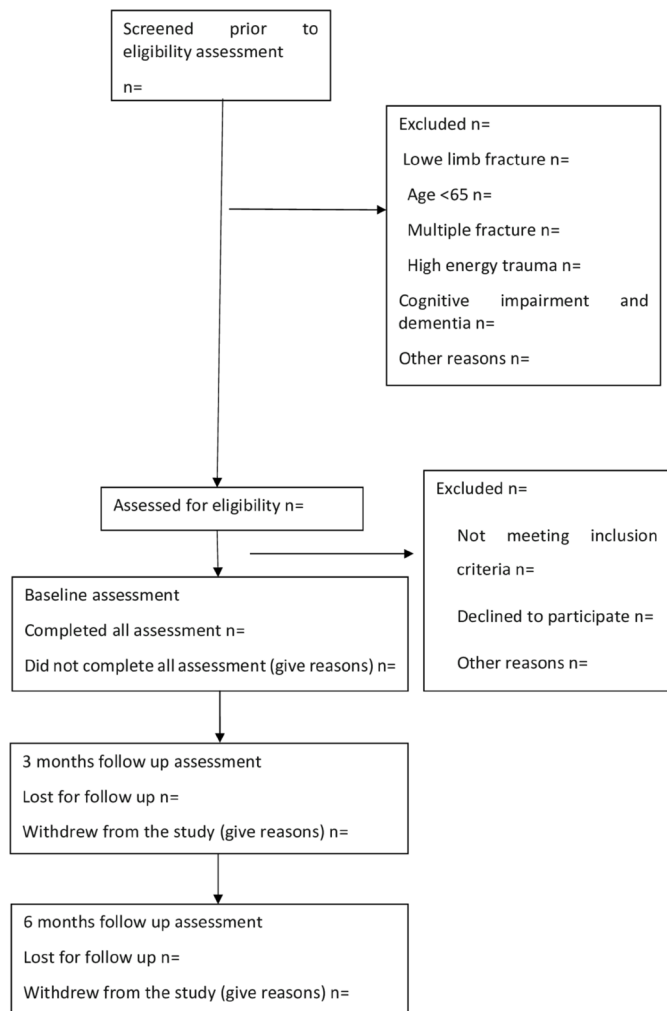 Screened prior to
eligibility assessment
n=
Excluded n=
Lowe limb fracture n=
Age <65 n=
Multiple fracture n=
High energy trauma n=
Cognitive impairment and
dementia n=
Other reasons n=
Assessed for eligibility n=
Excluded n=
Not meeting inclusion
criteria n=
Declined to participate n=
Other reasons n=
Baseline assessment
Completed all assessment n=
Did not complete all assessment (give reasons) n=
3 months follow up assessment
Lost for follow up n=
Withdrew from the study (give reasons) n=
6 months follow up assessment
Lost for follow up n=
Withdrew from the study (give reasons) n=